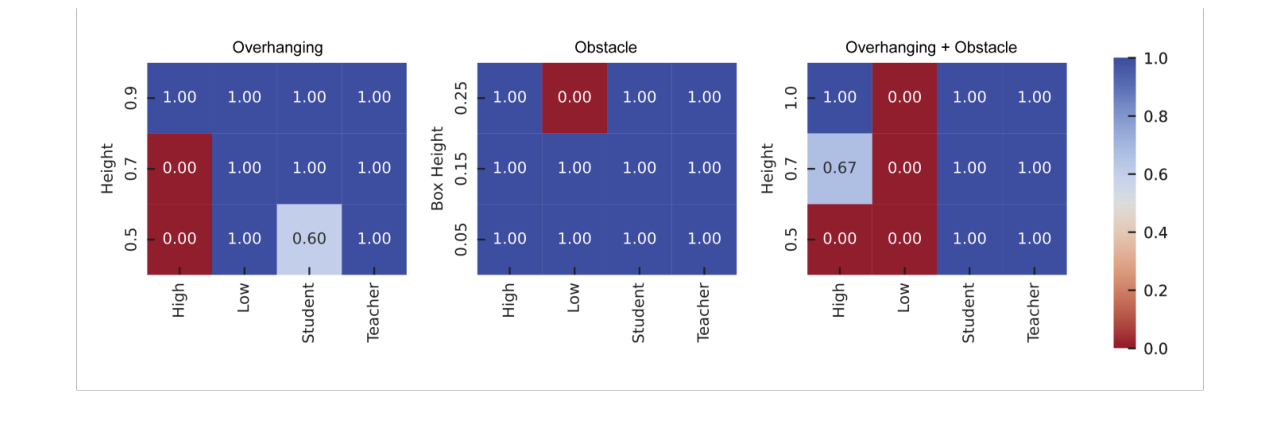 Overhanging
Height
0.9 1.00 1.00 1.00 1.00
0.7 0.00 1.00 1.00 1.00
0.5 0.00 1.00 0.60 1.00
High Low Student Teacher
Obstacle
Box Height
0.25 1.00 0.00 1.00 1.00
0.15 1.00 1.00 1.00 1.00
0.05 1.00 1.00 1.00 1.00
High Low Student Teacher
Overhanging + Obstacle
Height
1.0 1.00 0.00 1.00 1.00
0.7 0.67 0.00 1.00 1.00
0.5 0.00 0.00 1.00 1.00
High Low Student Teacher
1.0
0.8
0.6
0.4
0.2
0.0